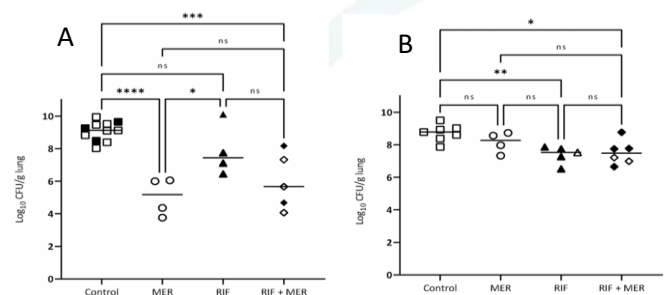 A
***
ns
ns
**** * ns
Log10 CFU/g lung
10
8
6
4
2
0
Control MER RIF RIF + MER
B
*
ns
**
ns ns ns
Log10 CFU/g lung
10
8
6
4
2
0
Control MER RIF RIF + MER